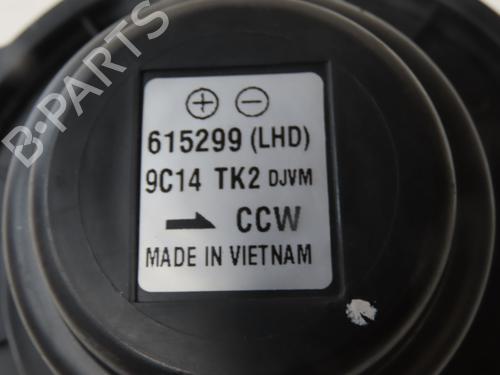 B-PARTS
⊕ ⊖
615299 (LHD)
9C14 TK2 DJVM
→ CCW
MADE IN VIETNAM